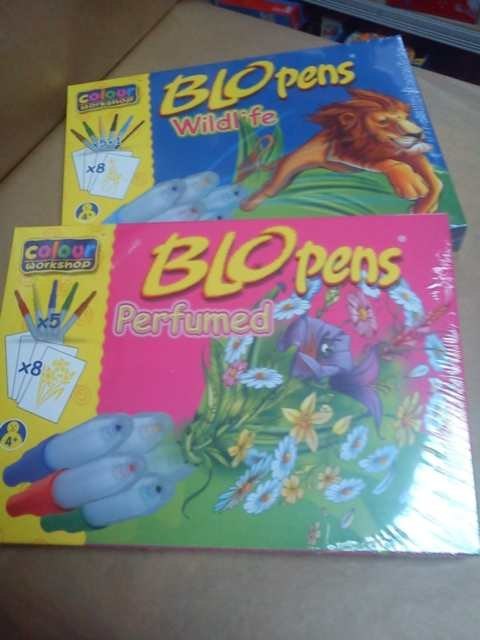 colour
workshop
BLOpens
Wildlife
x8
colour
workshop
BLOpens®
Perfumed
x5
x8
4+